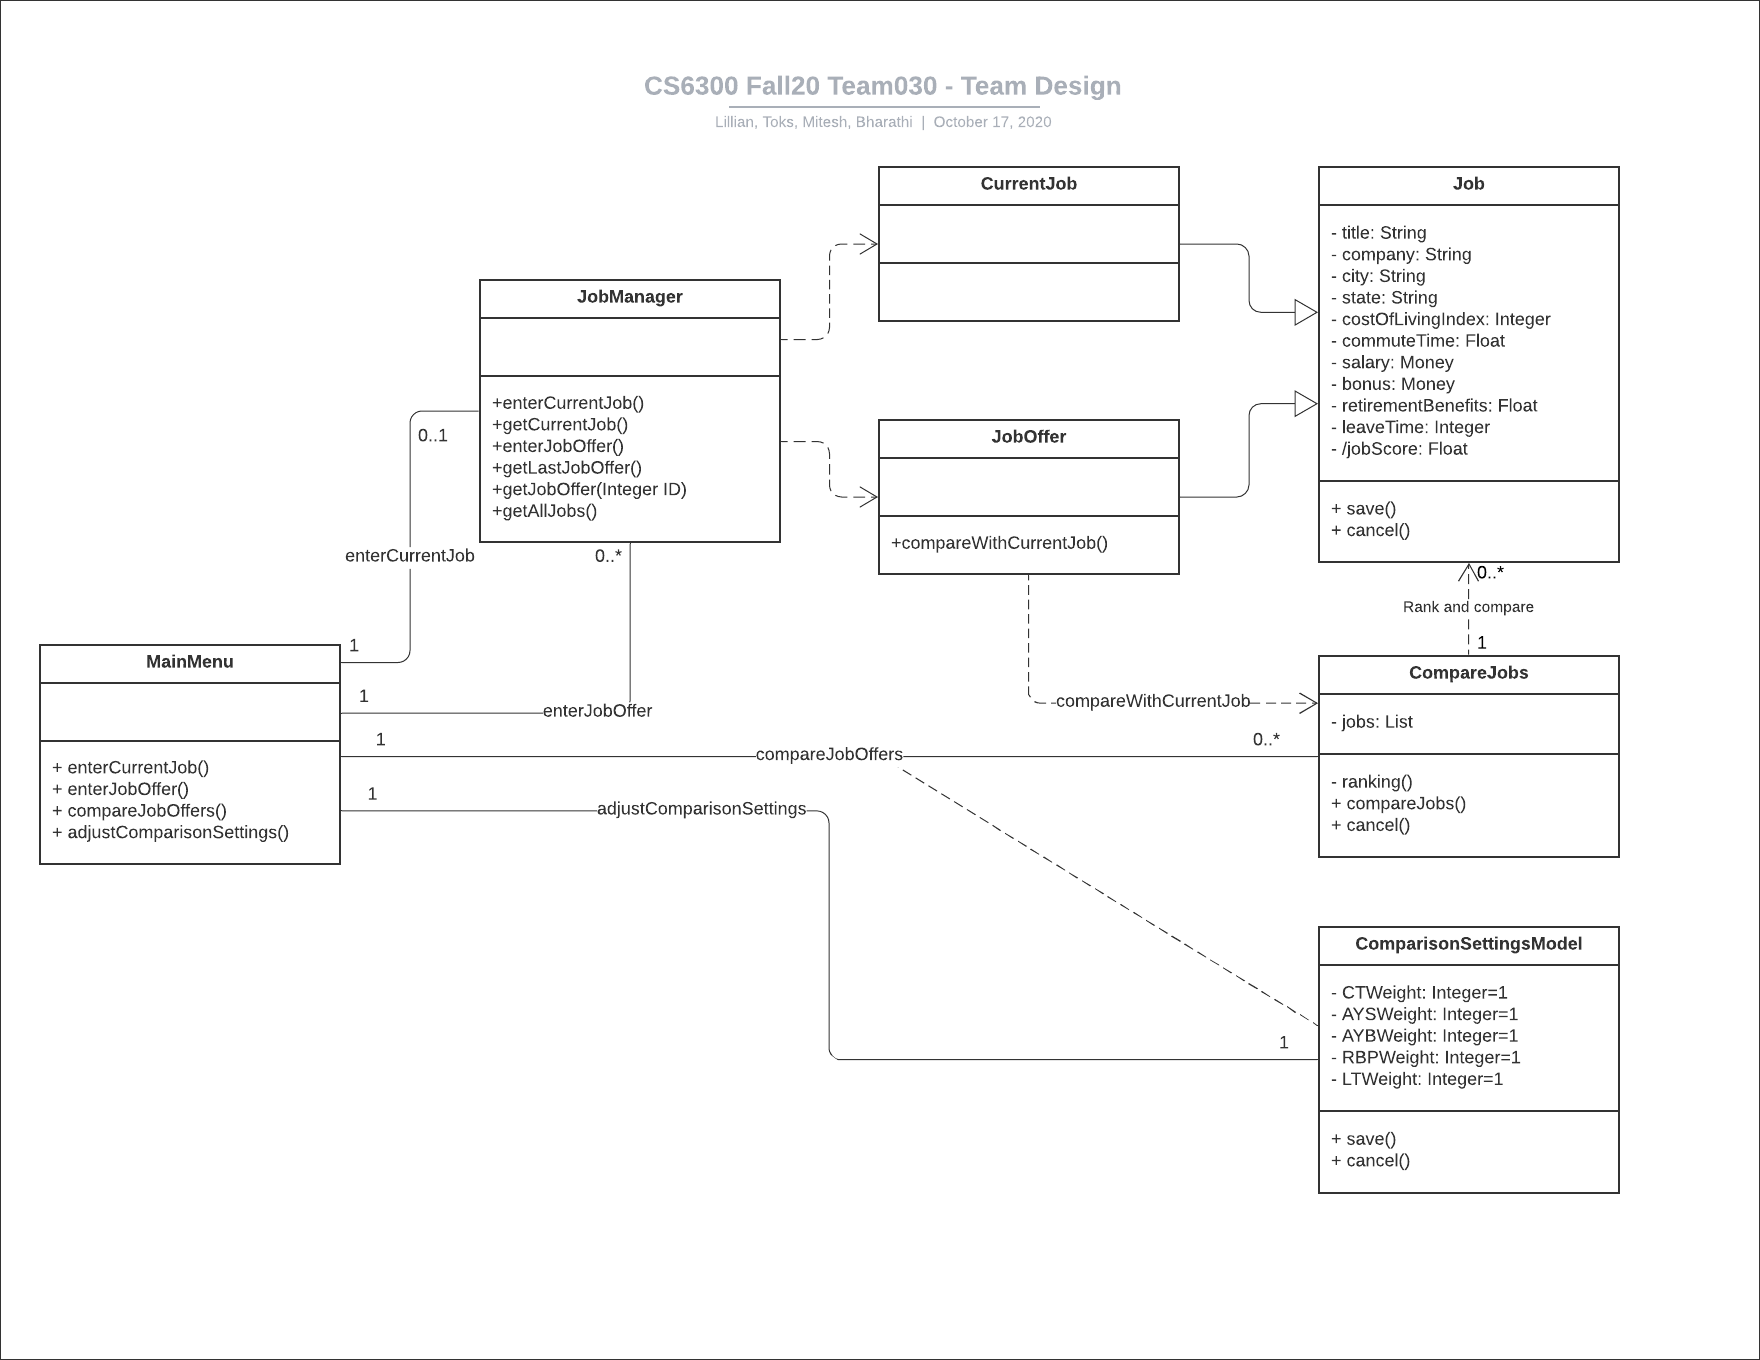 CS6300 Fall20 Team030 - Team Design
Lillian, Toks, Mitesh, Bharathi | October 17, 2020
CurrentJob
Job
- title: String
- company: String
- city: String
- state: String
- costOfLivingIndex: Integer
- commuteTime: Float
- salary: Money
- bonus: Money
- retirementBenefits: Float
- leaveTime: Integer
- /jobScore: Float
+ save()
+ cancel()
JobManager
+enterCurrentJob()
+getCurrentJob()
+enterJobOffer()
+getLastJobOffer()
+getJobOffer(Integer ID)
+getAllJobs()
JobOffer
+compareWithCurrentJob()
0..1
enterCurrentJob
1
0..*
enterJobOffer
1
0..*
Rank and compare
1
MainMenu
+ enterCurrentJob()
+ enterJobOffer()
+ compareJobOffers()
+ adjustComparisonSettings()
compareWithCurrentJob
CompareJobs
- jobs: List
- ranking()
+ compareJobs()
+ cancel()
1
compareJobOffers
0..*
1
adjustComparisonSettings
1
ComparisonSettingsModel
- CTWeight: Integer=1
- AYSWeight: Integer=1
- AYBWeight: Integer=1
- RBPWeight: Integer=1
- LTWeight: Integer=1
+ save()
+ cancel()